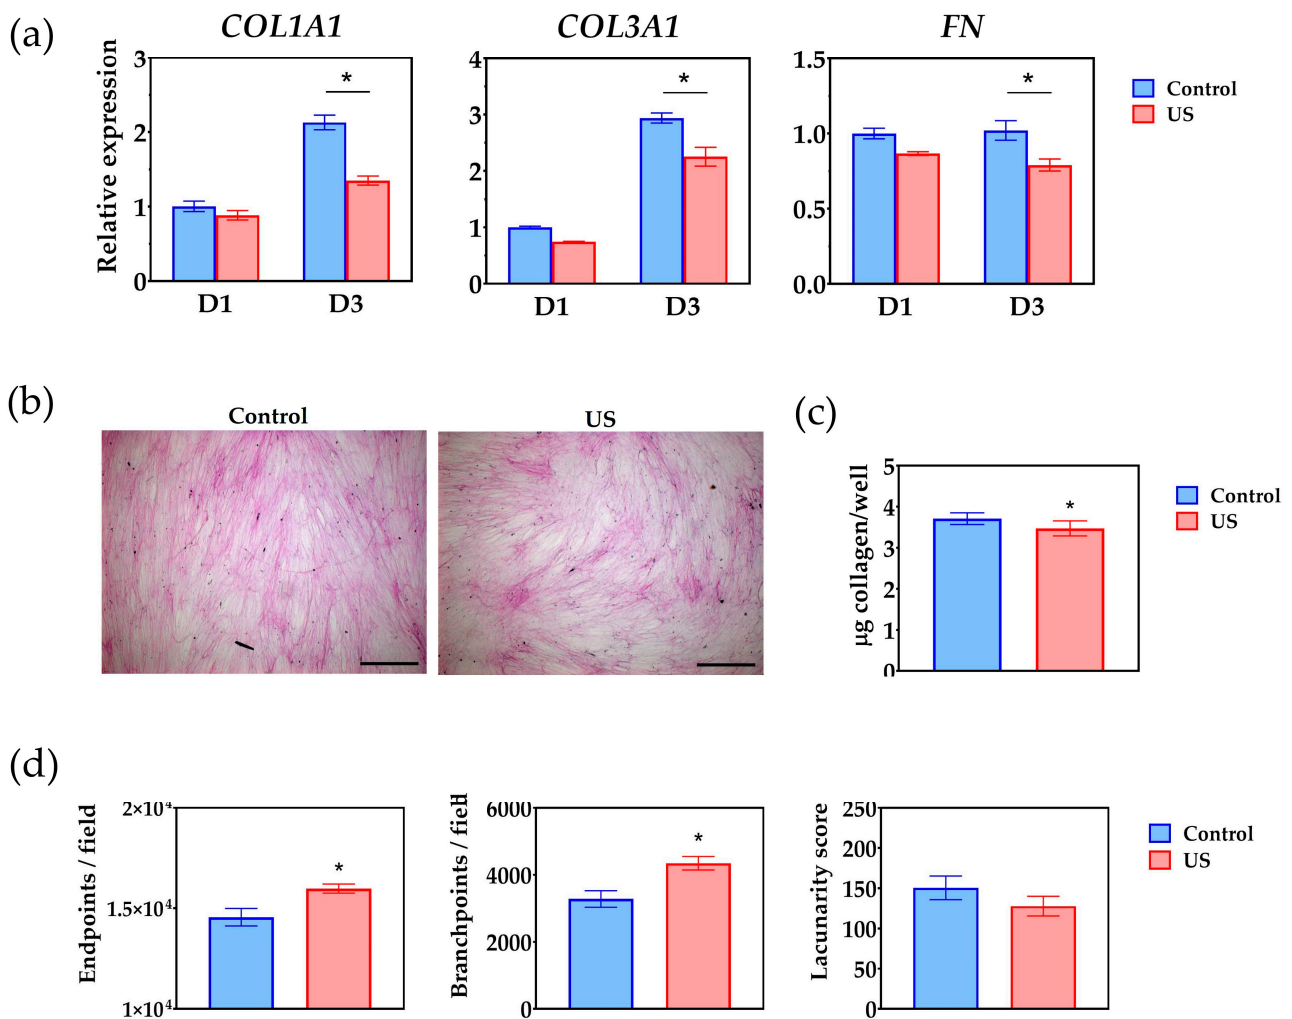 (a)
COL1A1
COL3A1
FN
Relative expression
3
2
1
0
*
D1
D3
4
3
2
1
0
*
D1
D3
1.5
1.0
0.5
0.0
*
D1
D3
Control
US
(b)
Control
US
(c)
µg collagen/well
5
4
3
2
1
0
*
Control
US
(d)
Endpoints / field
2×10⁴
1.5×10⁴
1×10⁴
*
Branchpoints / field
6000
4000
2000
0
*
Lacunarity score
250
200
150
100
50
0
Control
US